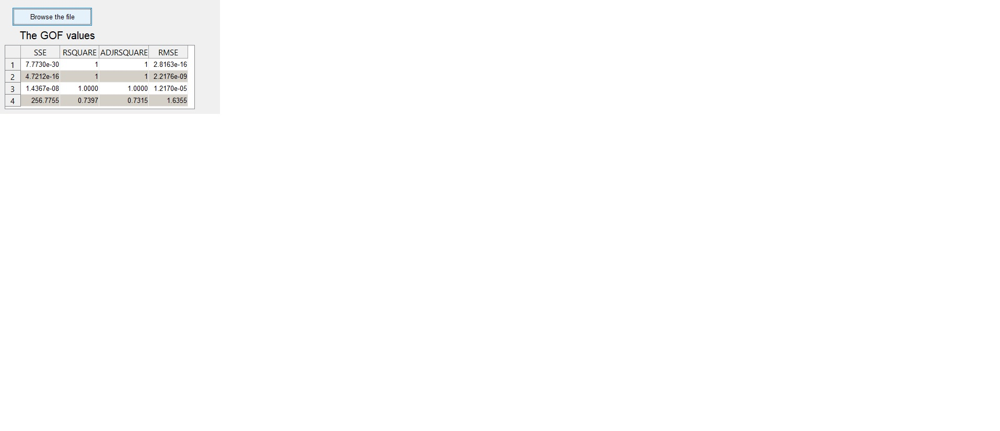 Browse the file
The GOF values
SSE RSQUARE ADJRSQUARE RMSE
1 7.7730e-30 1 1 2.8163e-16
2 4.7212e-16 1 1 2.2176e-09
3 1.4367e-08 1.0000 1.0000 1.2170e-05
4 256.7755 0.7397 0.7315 1.6355